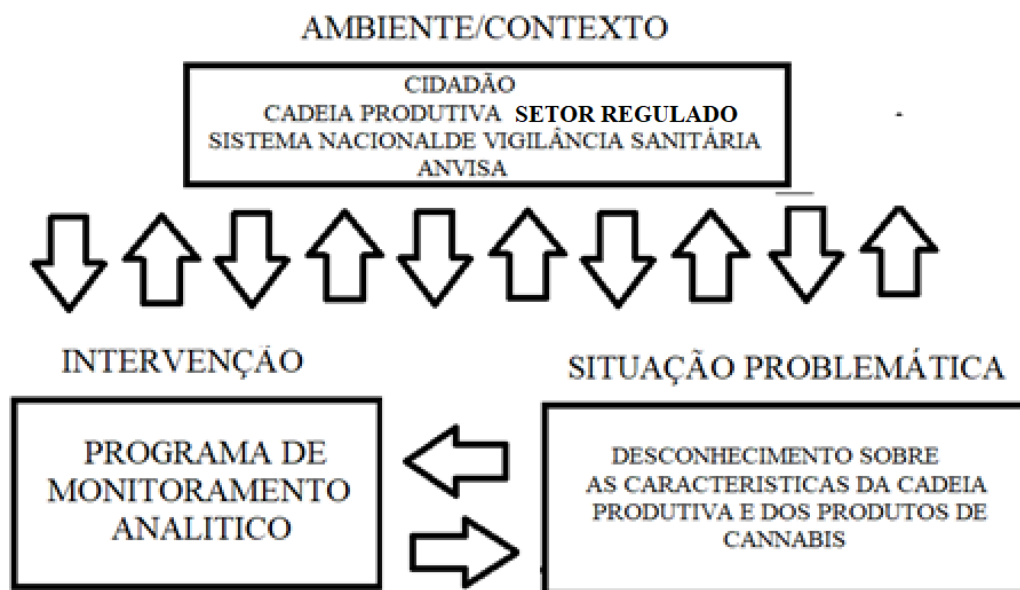 AMBIENTE/CONTEXTO
CIDADÃO
CADEIA PRODUTIVA SETOR REGULADO
SISTEMA NACIONALDE VIGILÂNCIA SANITÁRIA
ANVISA
INTERVENÇÃO
PROGRAMA DE
MONITORAMENTO
ANALITICO
SITUAÇÃO PROBLEMÁTICA
DESCONHECIMENTO SOBRE
AS CARACTERISTICAS DA CADEIA
PRODUTIVA E DOS PRODUTOS DE
CANNABIS